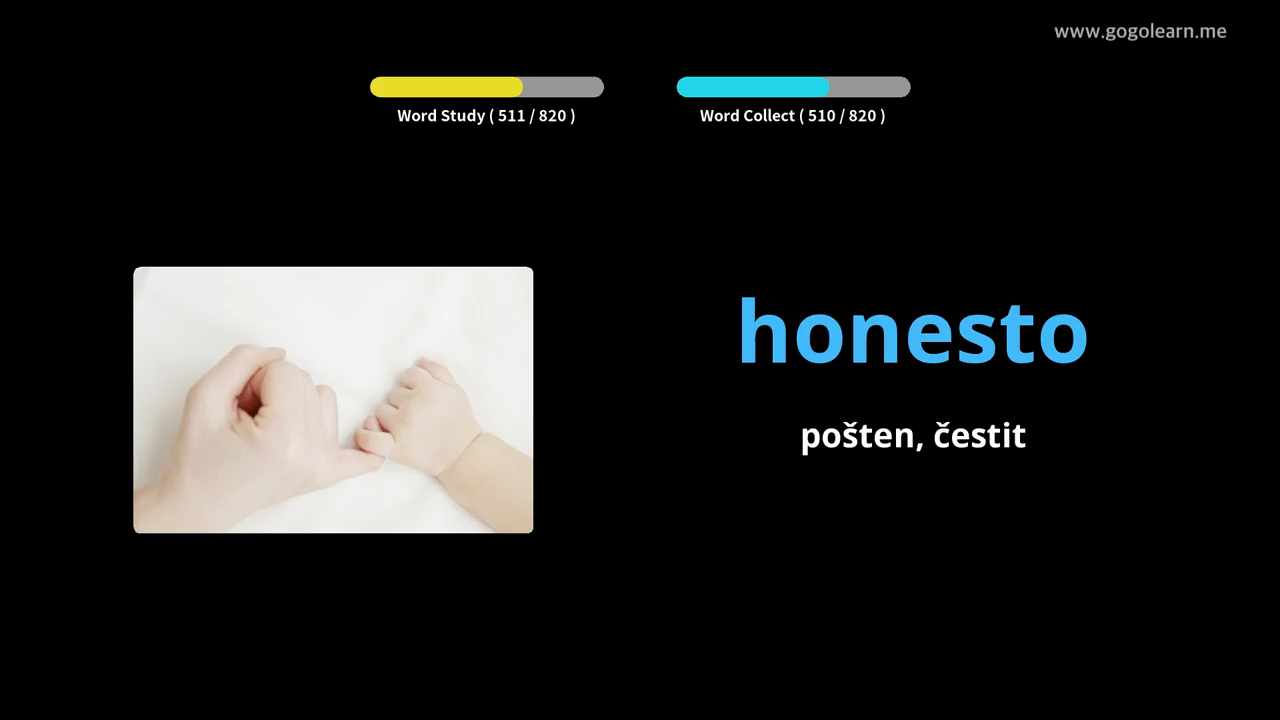 www.gogolearn.me
Word Study ( 511 / 820 )
Word Collect ( 510 / 820 )
honesto
pošten, čestit